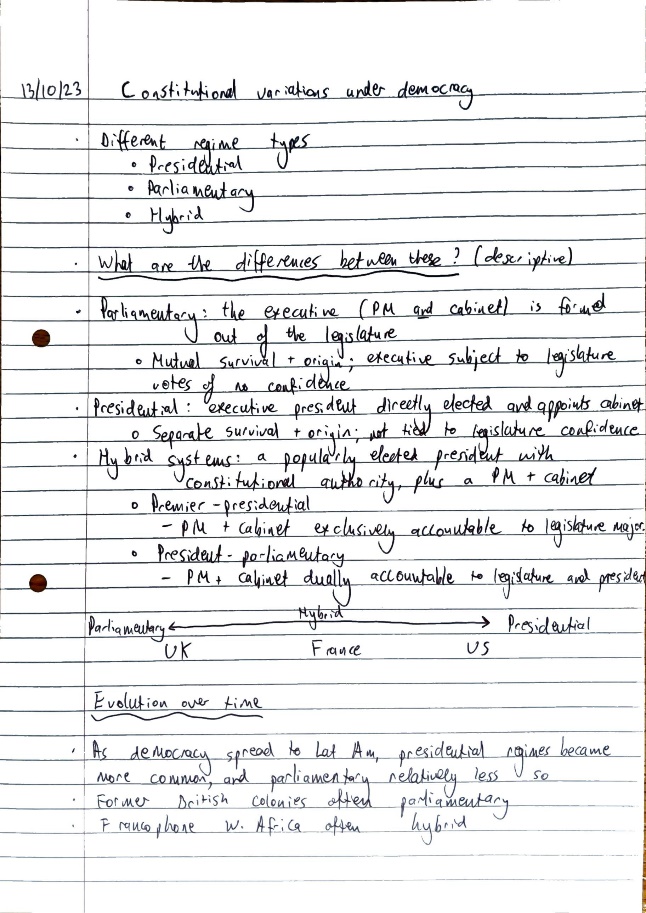 13/10/23 Constitutional variations under democracy
· Different regime types
∘ Presidential
∘ Parliamentary
∘ Hybrid
· What are the differences between these? (descriptive)
· Parliamentary: the executive (PM and cabinet) is formed
out of the legislature
∘ Mutual survival + origin; executive subject to legislature
votes of no confidence
· Presidential: executive president directly elected and appoints cabinet
∘ Separate survival + origin; not tied to legislature confidence
· Hybrid systems: a popularly elected president with
constitutional authority, plus a PM + cabinet
∘ Premier-presidential
– PM + cabinet exclusively accountable to legislature major.
∘ President-parliamentary
– PM + cabinet dually accountable to legislature and president
Parliamentary ← Hybrid → Presidential
UK France US
Evolution over time
· As democracy spread to Lat Am, presidential regimes became
more common, and parliamentary relatively less so
· Former British colonies often parliamentary
· Francophone W. Africa often hybrid